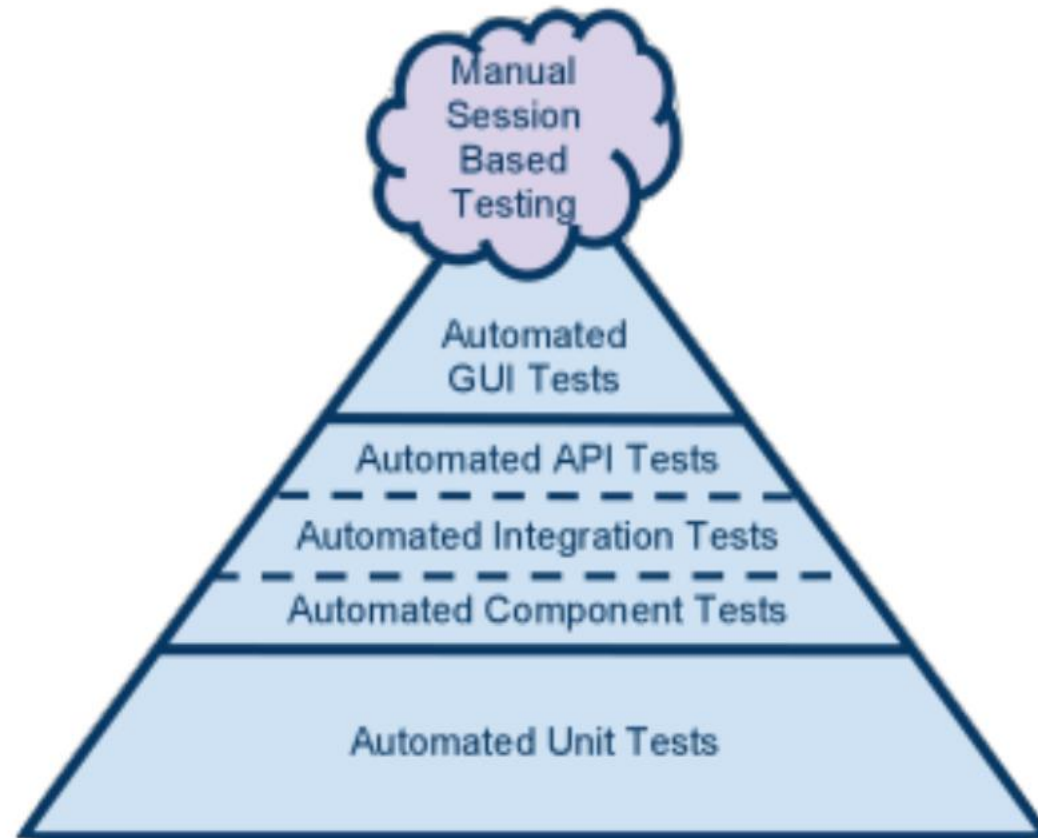 Manual
Session
Based
Testing
Automated
GUI Tests
Automated API Tests
Automated Integration Tests
Automated Component Tests
Automated Unit Tests